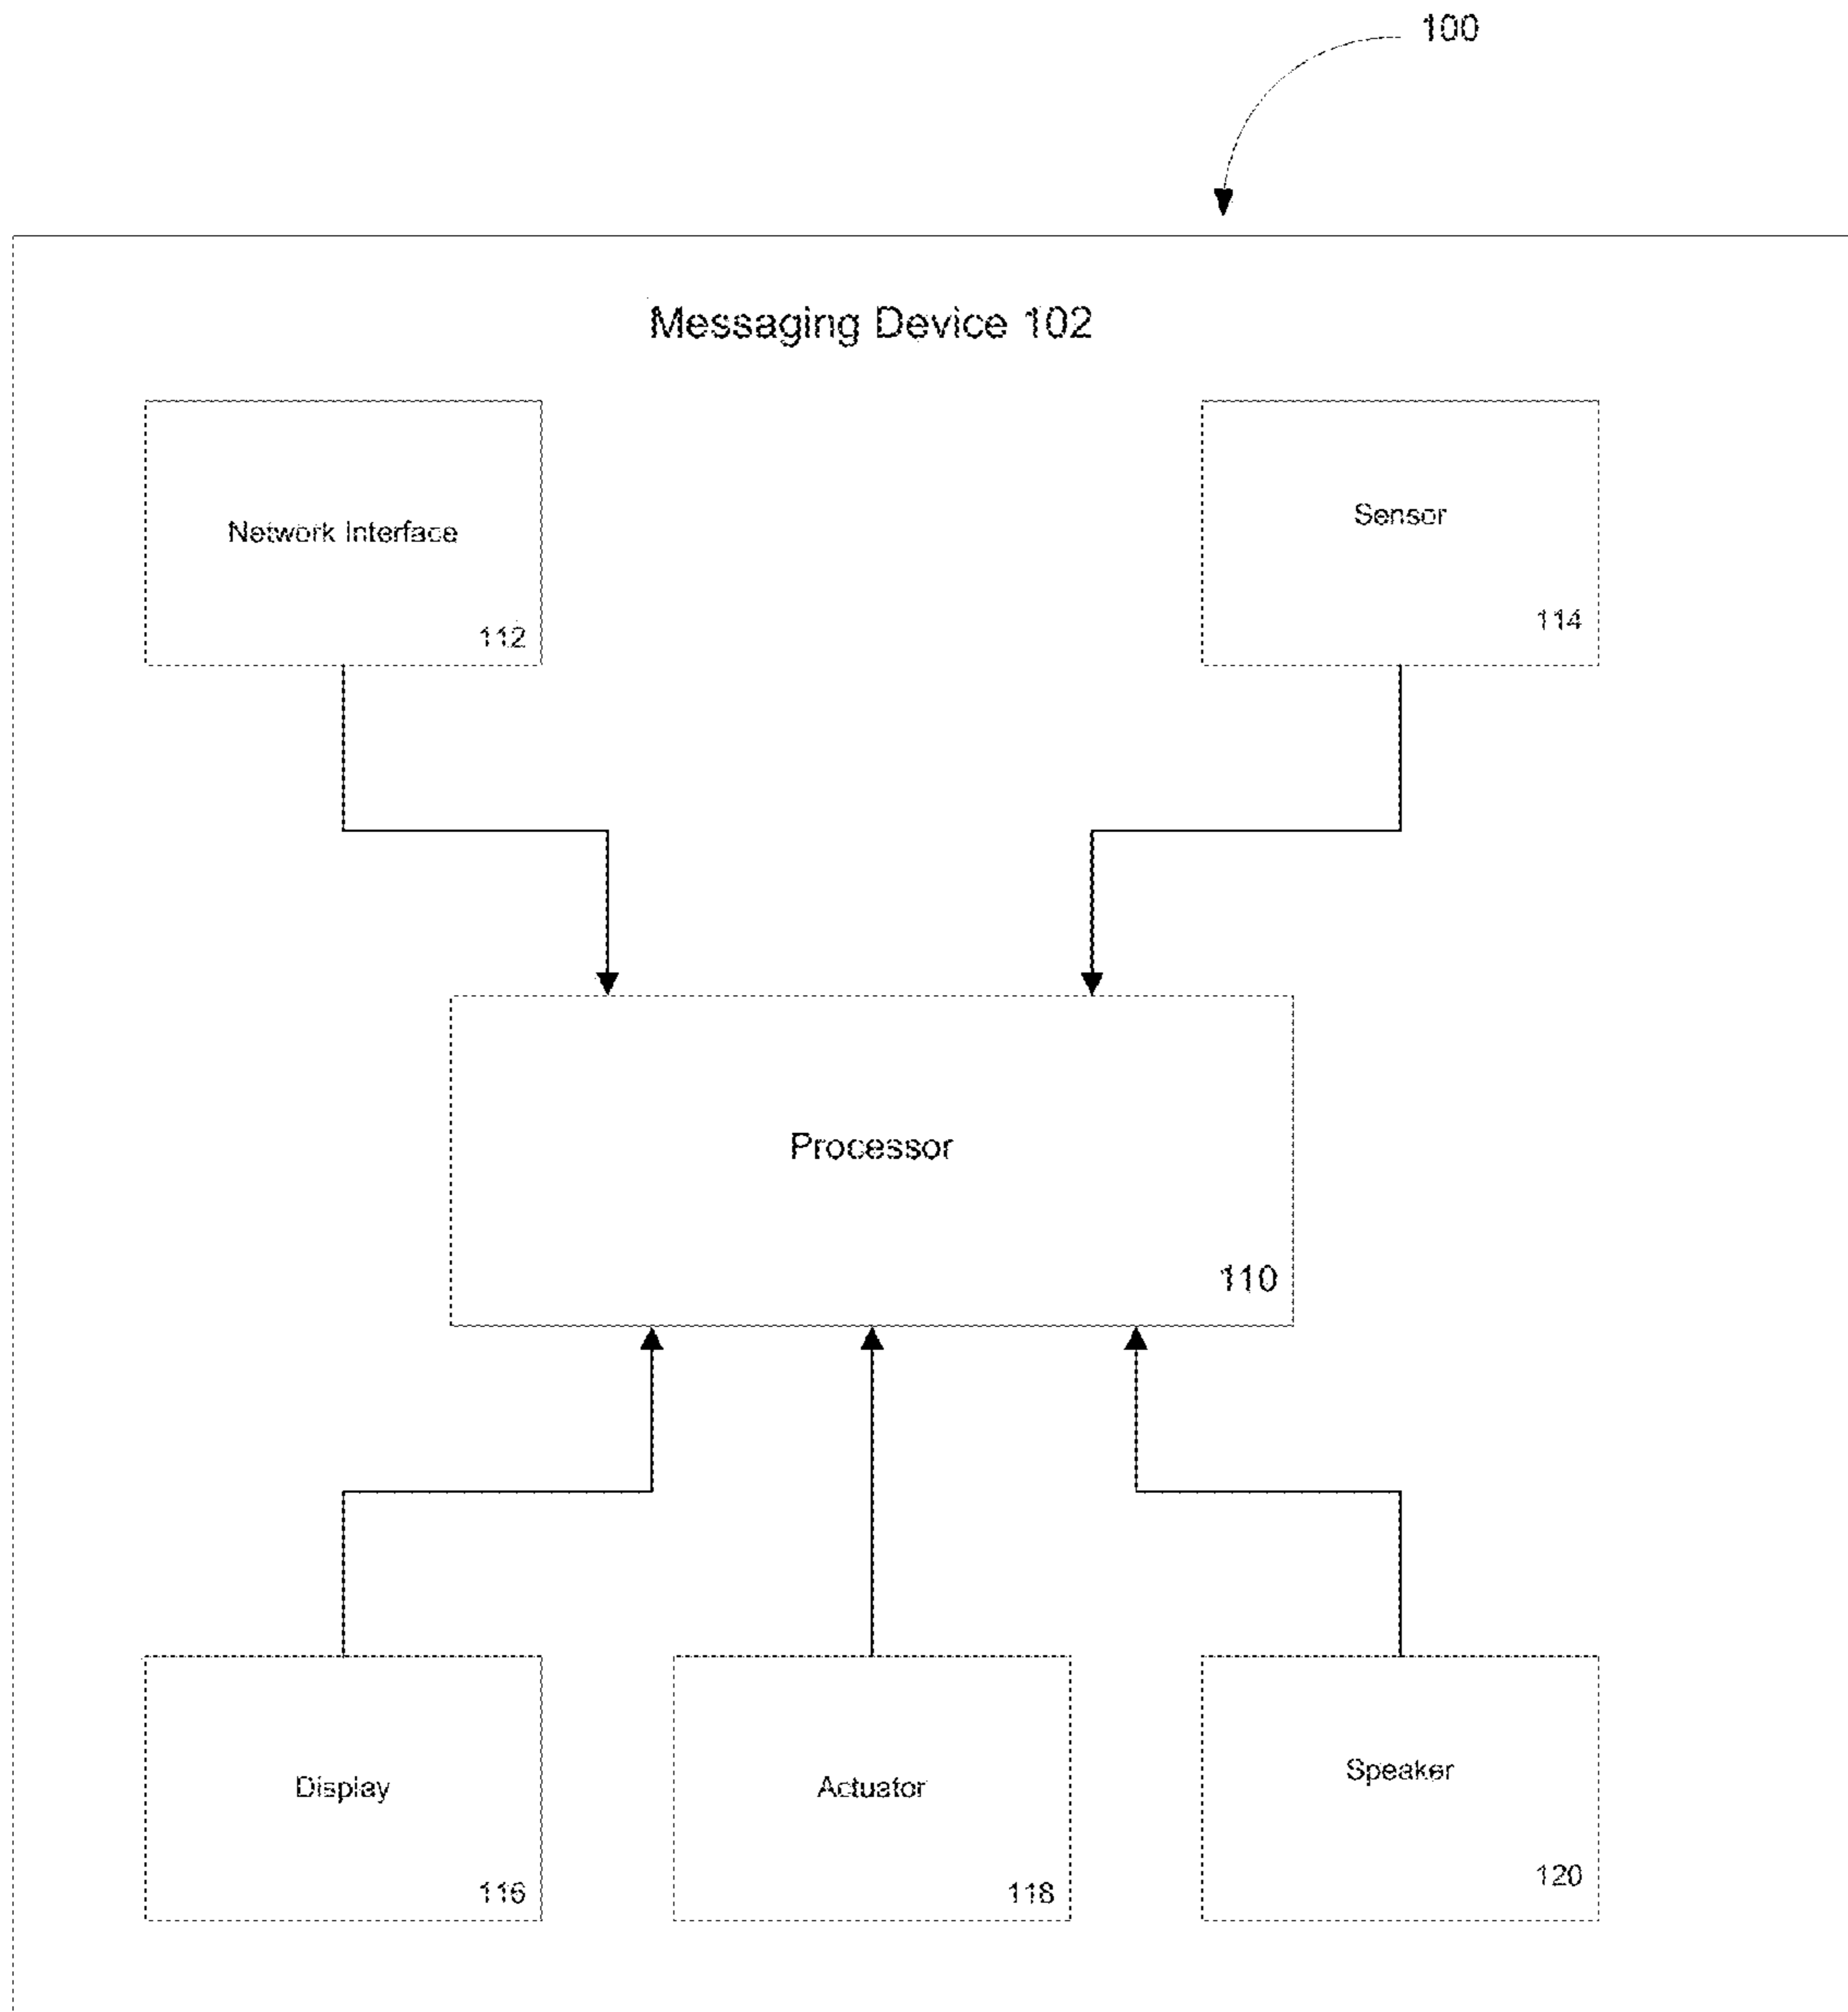 100
Messaging Device 102
Network Interface
112
Sensor
114
Processor
110
Display
116
Actuator
118
Speaker
120